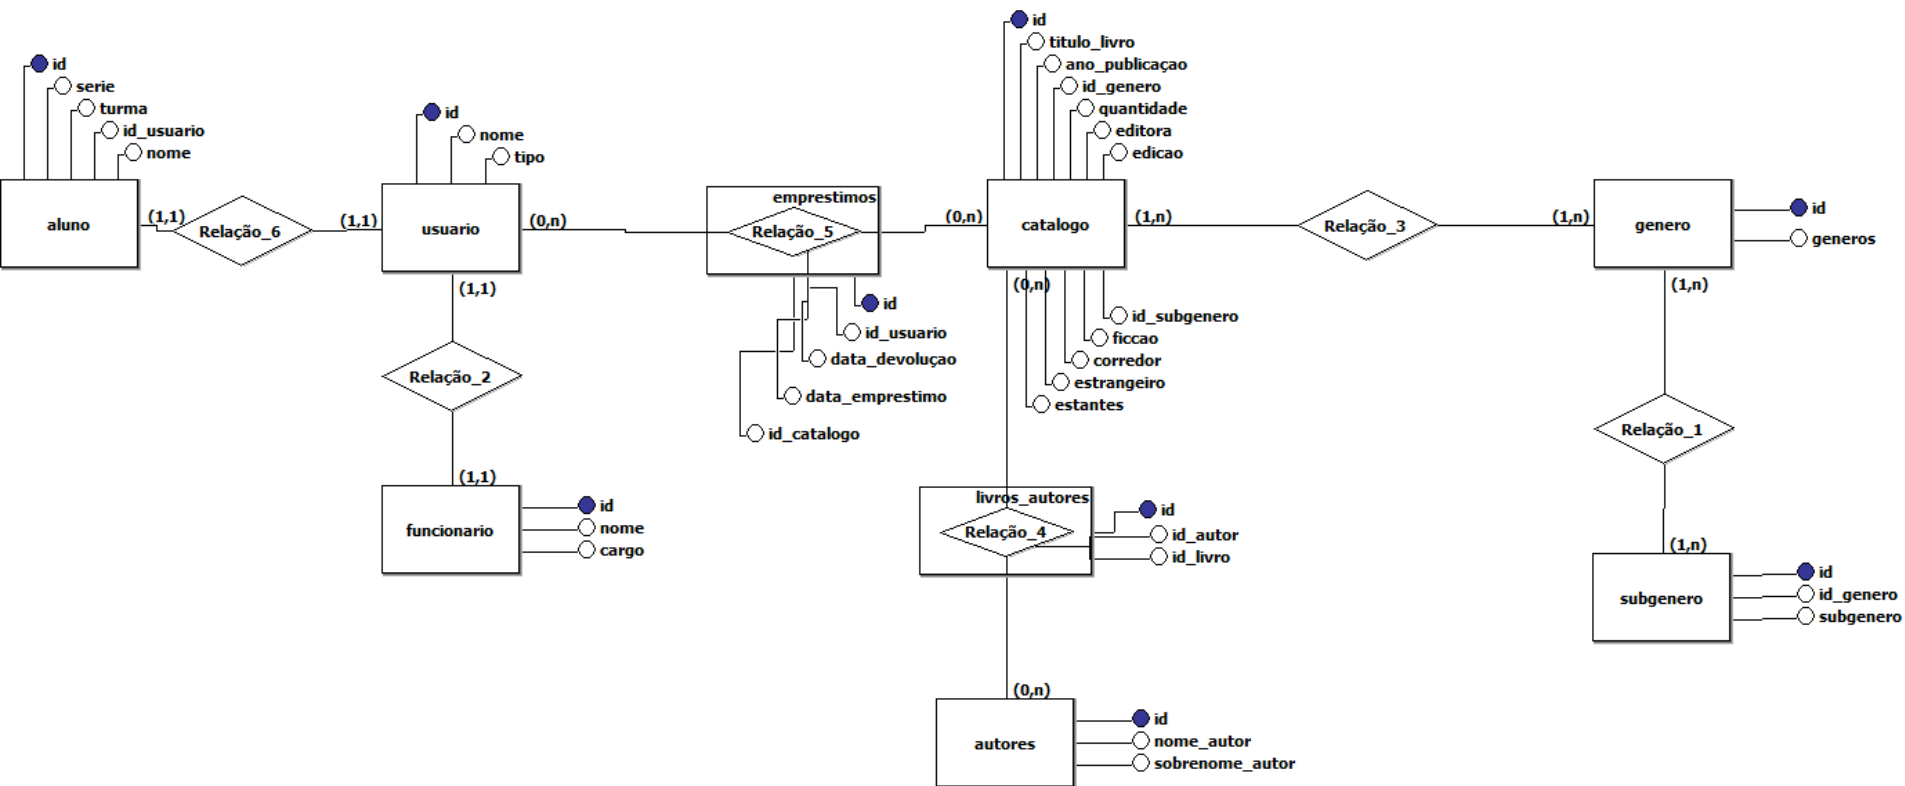 id
serie
turma
id_usuario
nome
aluno
(1,1)
Relação_6
(1,1)
id
nome
tipo
usuario
(0,n)
(1,1)
Relação_2
(1,1)
funcionario
id
nome
cargo
emprestimos
Relação_5
id
id_usuario
data_devoluçao
data_emprestimo
id_catalogo
(0,n)
id
titulo_livro
ano_publicaçao
id_genero
quantidade
editora
edicao
catalogo
(1,n)
(0,n)
id_subgenero
ficcao
corredor
estrangeiro
estantes
livros_autores
Relação_4
id
id_autor
id_livro
(0,n)
autores
id
nome_autor
sobrenome_autor
Relação_3
(1,n)
genero
id
generos
(1,n)
Relação_1
(1,n)
subgenero
id
id_genero
subgenero